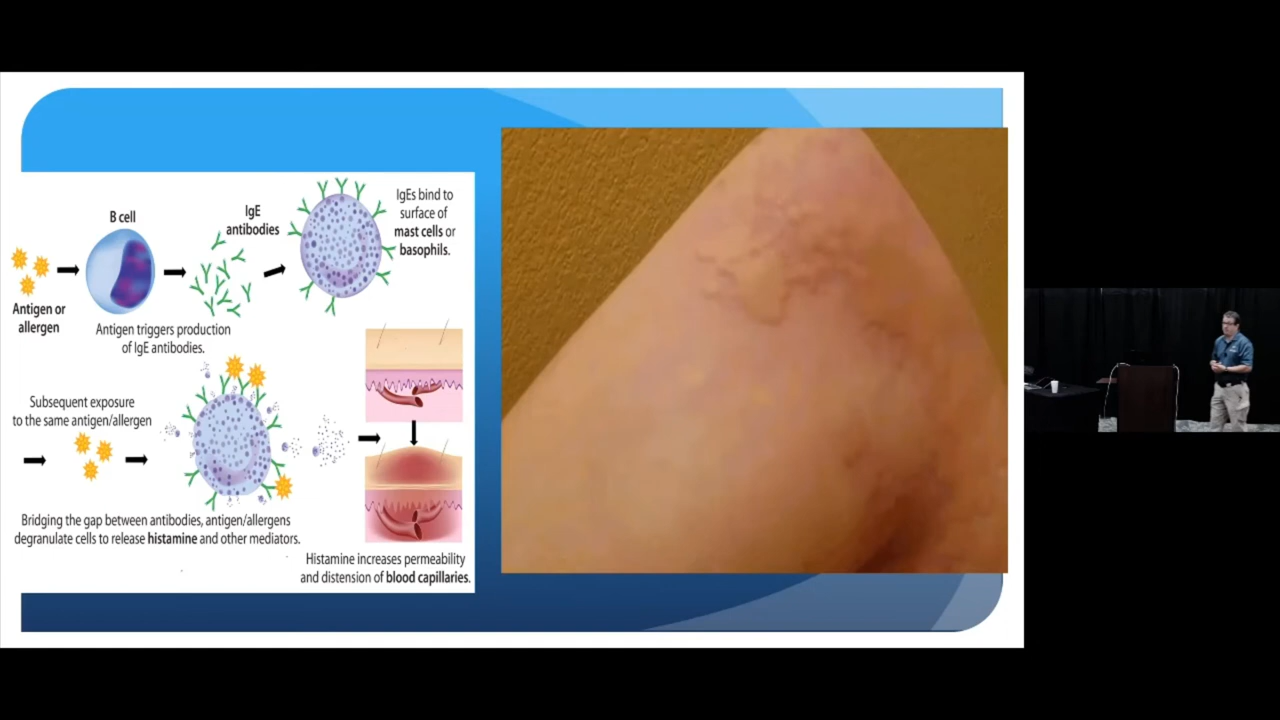 B cell
IgE
antibodies
IgEs bind to
surface of
mast cells or
basophils.
Antigen or
allergen
Antigen triggers production
of IgE antibodies.
Subsequent exposure
to the same antigen/allergen
Bridging the gap between antibodies, antigen/allergens
degranulate cells to release histamine and other mediators.
Histamine increases permeability
and distension of blood capillaries.